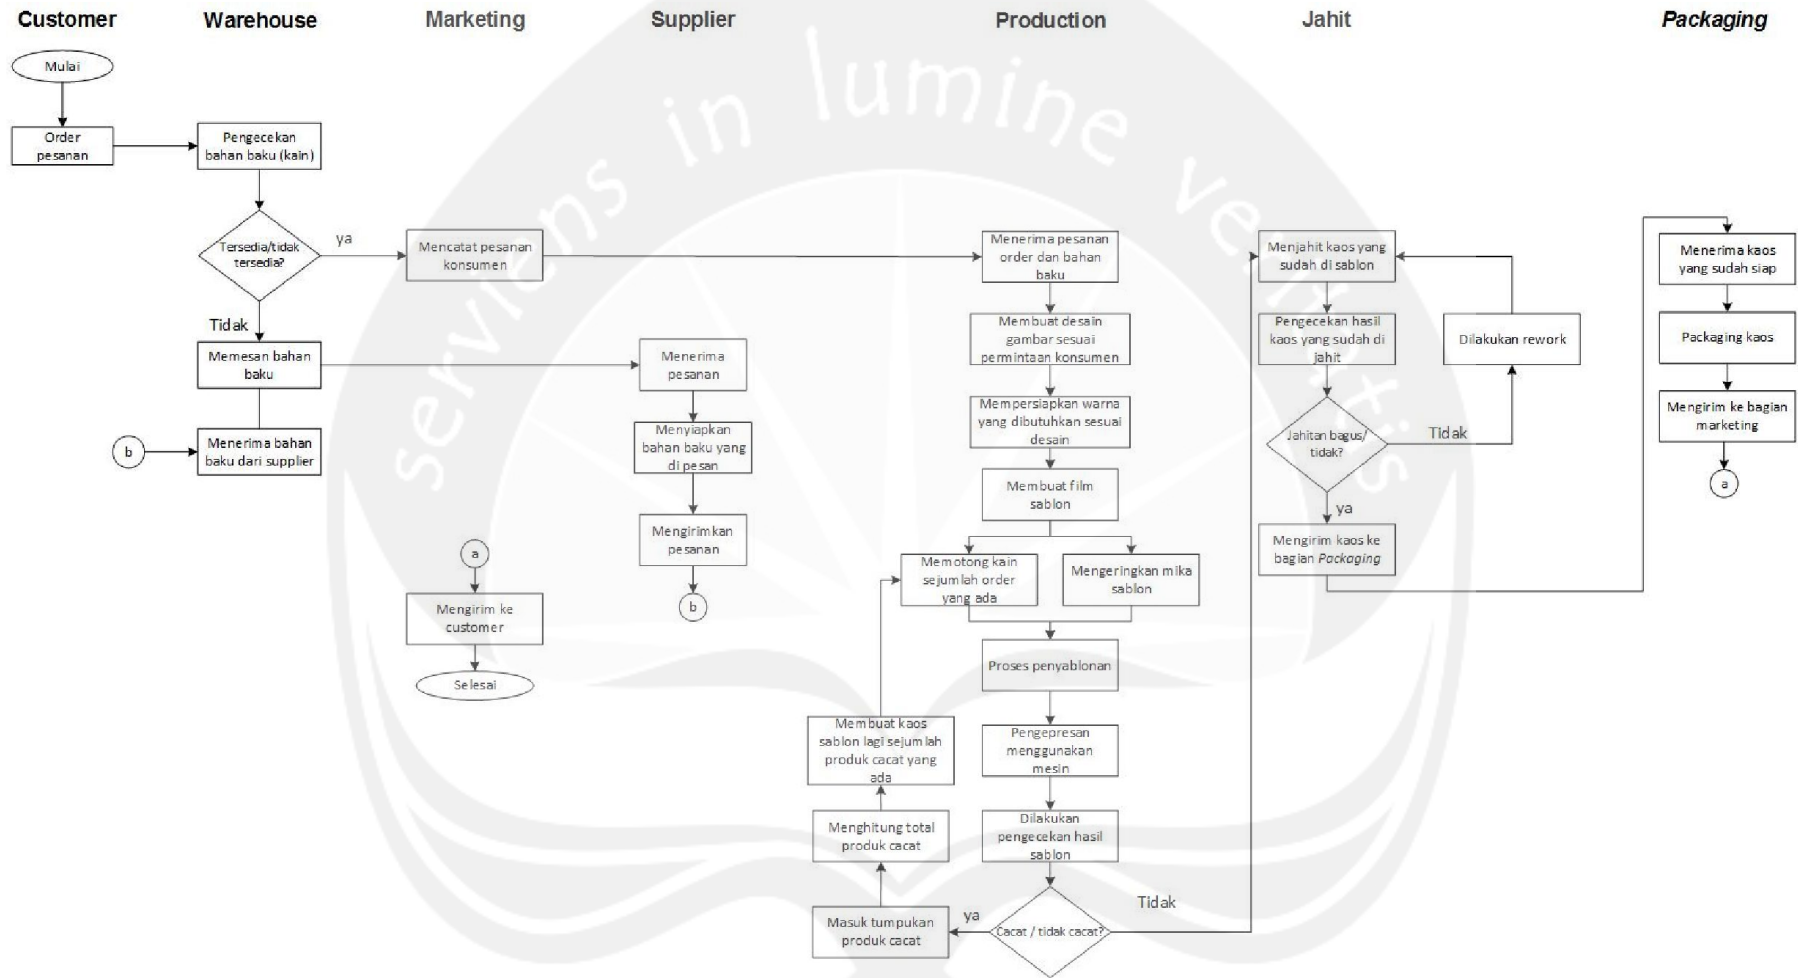 Customer
Warehouse
Marketing
Supplier
Production
Jahit
Packaging
serviens in lumine veritatis
Mulai
Order
pesanan
Pengecekan
bahan baku (kain)
Tersedia/tidak
tersedia?
ya
Tidak
Memesan bahan
baku
b
Menerima bahan
baku dari supplier
Mencatat pesanan
konsumen
a
Mengirim ke
customer
Selesai
Menerima
pesanan
Menyiapkan
bahan baku yang
di pesan
Mengirimkan
pesanan
b
Menerima pesanan
order dan bahan
baku
Membuat desain
gambar sesuai
permintaan konsumen
Mempersiapkan warna
yang dibutuhkan sesuai
desain
Membuat film
sablon
Memotong kain
sejumlah order
yang ada
Mengeringkan mika
sablon
Proses penyablonan
Pengepresan
menggunakan
mesin
Dilakukan
pengecekan hasil
sablon
Cacat / tidak cacat?
ya
Tidak
Masuk tumpukan
produk cacat
Menghitung total
produk cacat
Membuat kaos
sablon lagi sejumlah
produk cacat yang
ada
Menjahit kaos yang
sudah di sablon
Pengecekan hasil
kaos yang sudah di
jahit
Jahitan bagus/
tidak?
Tidak
Dilakukan rework
ya
Mengirim kaos ke
bagian Packaging
Menerima kaos
yang sudah siap
Packaging kaos
Mengirim ke bagian
marketing
a